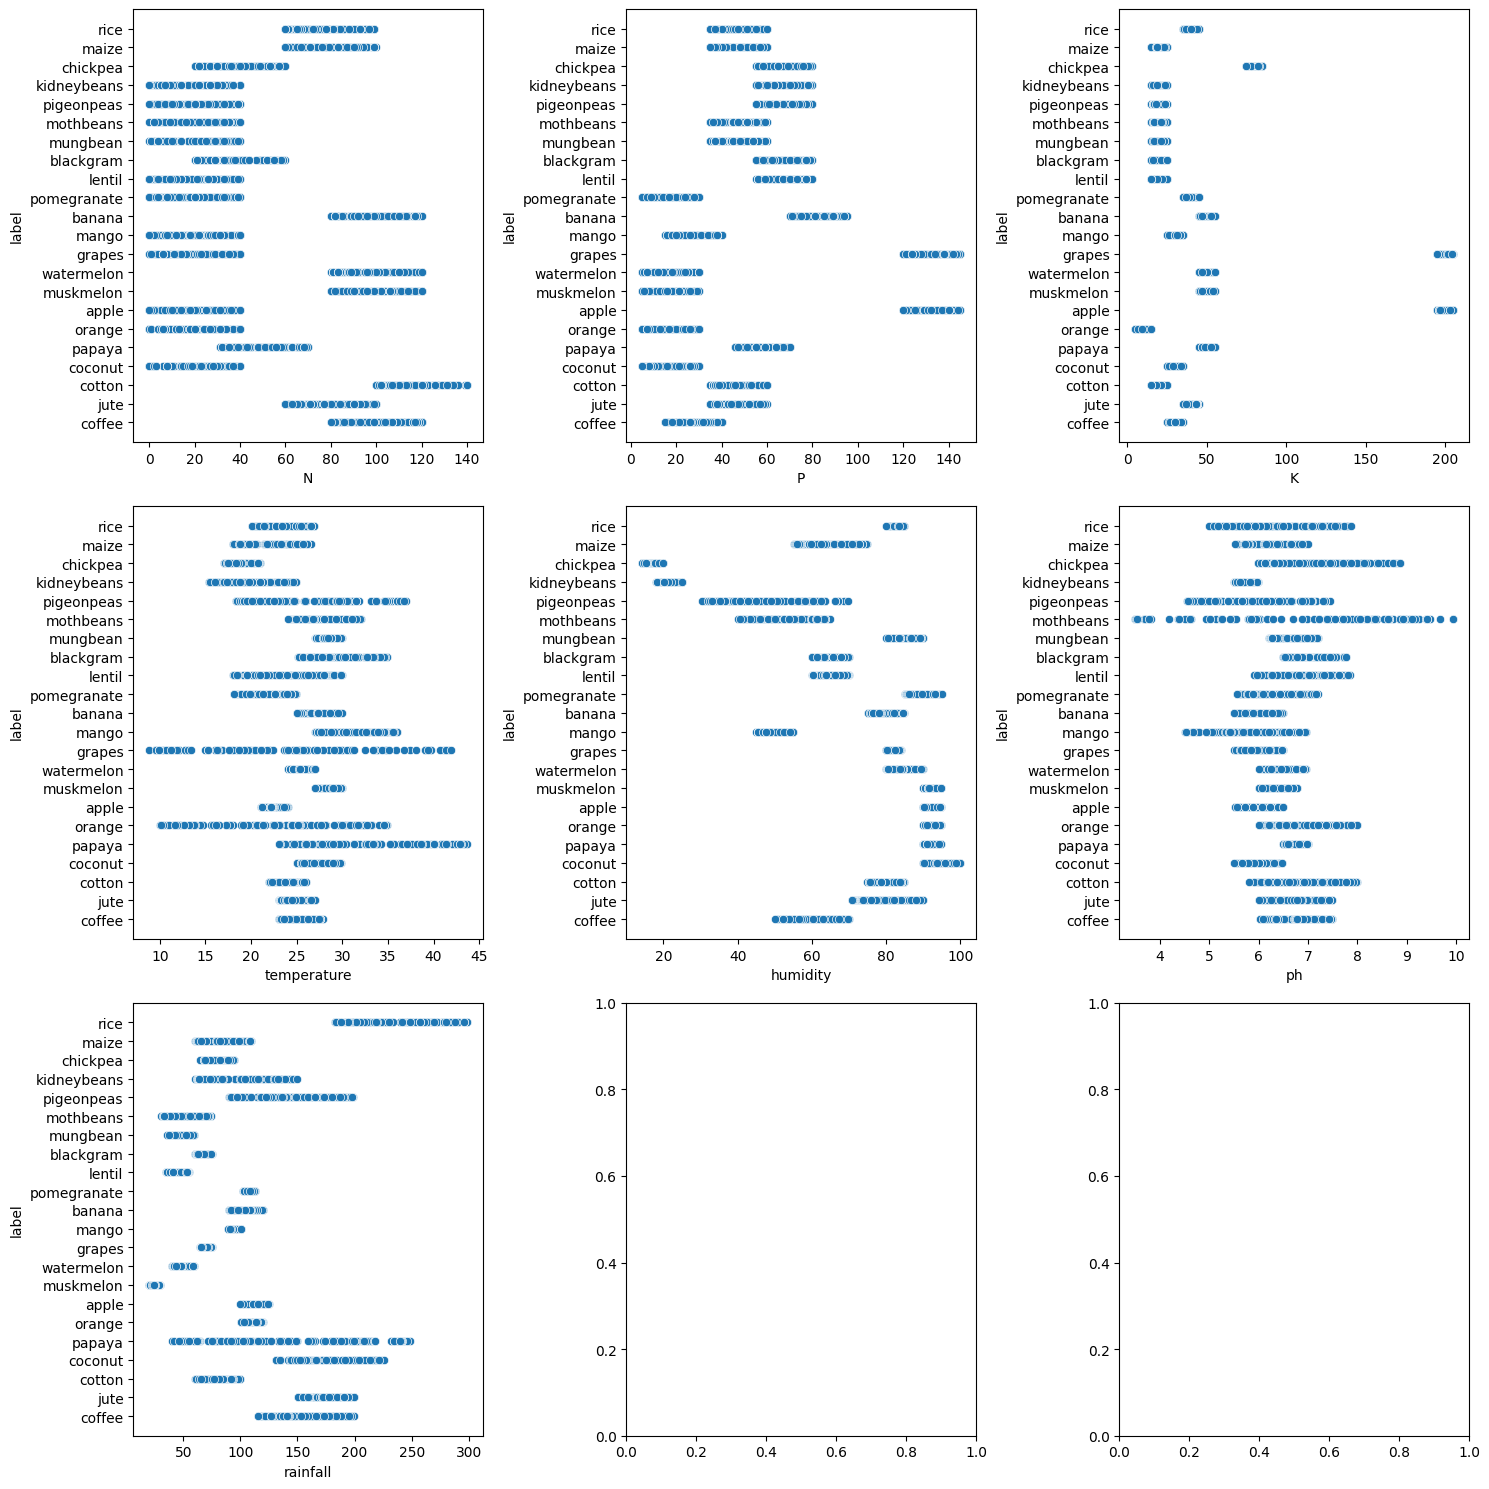 rice
maize
chickpea
kidneybeans
pigeonpeas
mothbeans
mungbean
blackgram
lentil
pomegranate
banana
mango
grapes
watermelon
muskmelon
apple
orange
papaya
coconut
cotton
jute
coffee
label
0 20 40 60 80 100 120 140
N
rice
maize
chickpea
kidneybeans
pigeonpeas
mothbeans
mungbean
blackgram
lentil
pomegranate
banana
mango
grapes
watermelon
muskmelon
apple
orange
papaya
coconut
cotton
jute
coffee
label
0 20 40 60 80 100 120 140
P
rice
maize
chickpea
kidneybeans
pigeonpeas
mothbeans
mungbean
blackgram
lentil
pomegranate
banana
mango
grapes
watermelon
muskmelon
apple
orange
papaya
coconut
cotton
jute
coffee
label
0 50 100 150 200
K
rice
maize
chickpea
kidneybeans
pigeonpeas
mothbeans
mungbean
blackgram
lentil
pomegranate
banana
mango
grapes
watermelon
muskmelon
apple
orange
papaya
coconut
cotton
jute
coffee
label
10 15 20 25 30 35 40 45
temperature
rice
maize
chickpea
kidneybeans
pigeonpeas
mothbeans
mungbean
blackgram
lentil
pomegranate
banana
mango
grapes
watermelon
muskmelon
apple
orange
papaya
coconut
cotton
jute
coffee
label
20 40 60 80 100
humidity
rice
maize
chickpea
kidneybeans
pigeonpeas
mothbeans
mungbean
blackgram
lentil
pomegranate
banana
mango
grapes
watermelon
muskmelon
apple
orange
papaya
coconut
cotton
jute
coffee
label
4 5 6 7 8 9 10
ph
rice
maize
chickpea
kidneybeans
pigeonpeas
mothbeans
mungbean
blackgram
lentil
pomegranate
banana
mango
grapes
watermelon
muskmelon
apple
orange
papaya
coconut
cotton
jute
coffee
label
50 100 150 200 250 300
rainfall
1.0
0.8
0.6
0.4
0.2
0.0
0.0 0.2 0.4 0.6 0.8 1.0
1.0
0.8
0.6
0.4
0.2
0.0
0.0 0.2 0.4 0.6 0.8 1.0